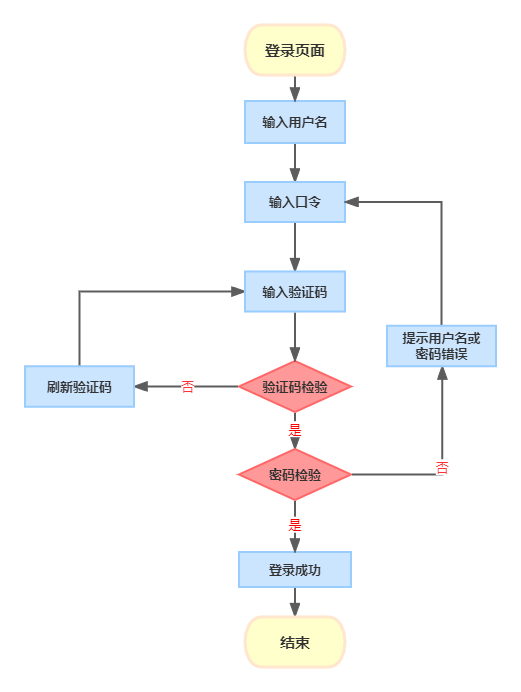 登录页面
输入用户名
输入口令
输入验证码
提示用户名或
密码错误
刷新验证码
否
验证码检验
是
密码检验
否
是
登录成功
结束